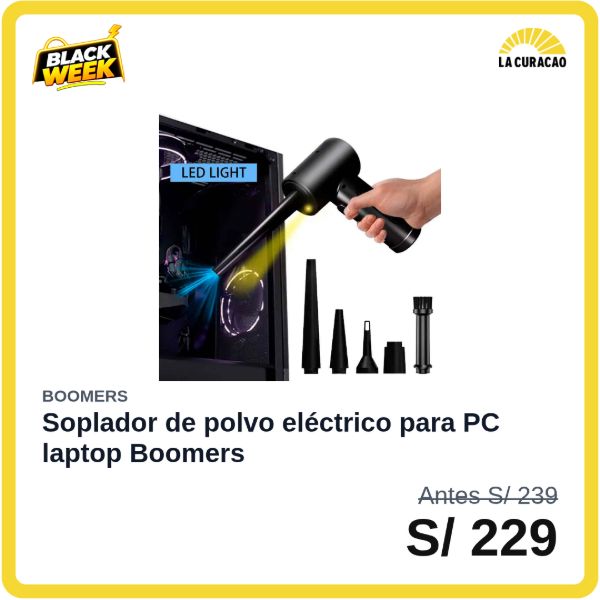 BLACK
WEEK
LA CURACAO
LED LIGHT
BOOMERS
Soplador de polvo eléctrico para PC
laptop Boomers
Antes S/ 239
S/ 229